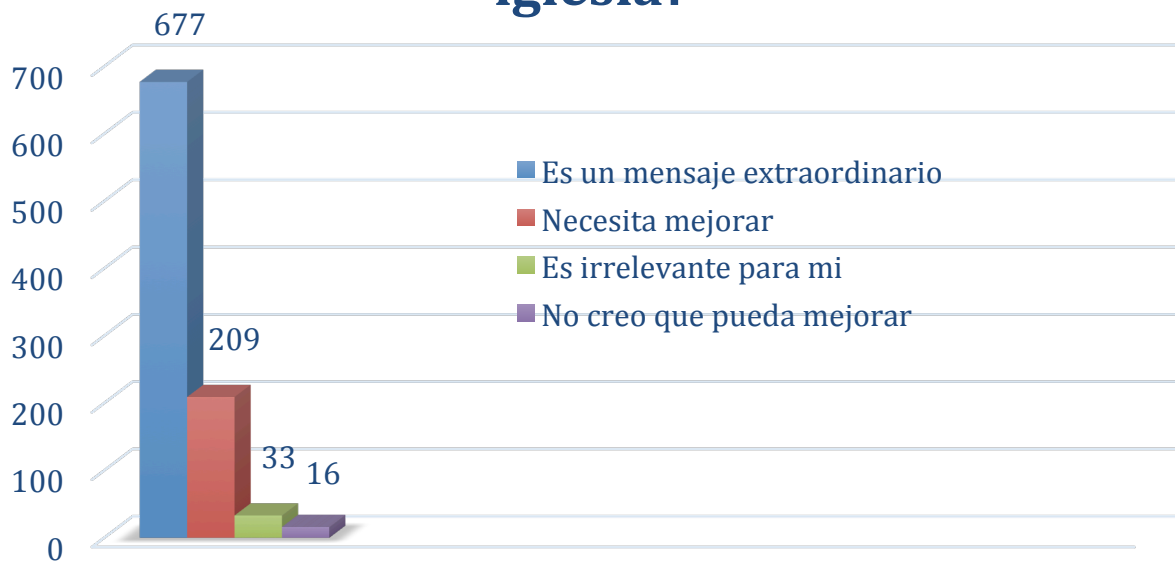 iglesia?
677
700
600
500
400
300
200
100
0
209
33
16
Es un mensaje extraordinario
Necesita mejorar
Es irrelevante para mi
No creo que pueda mejorar